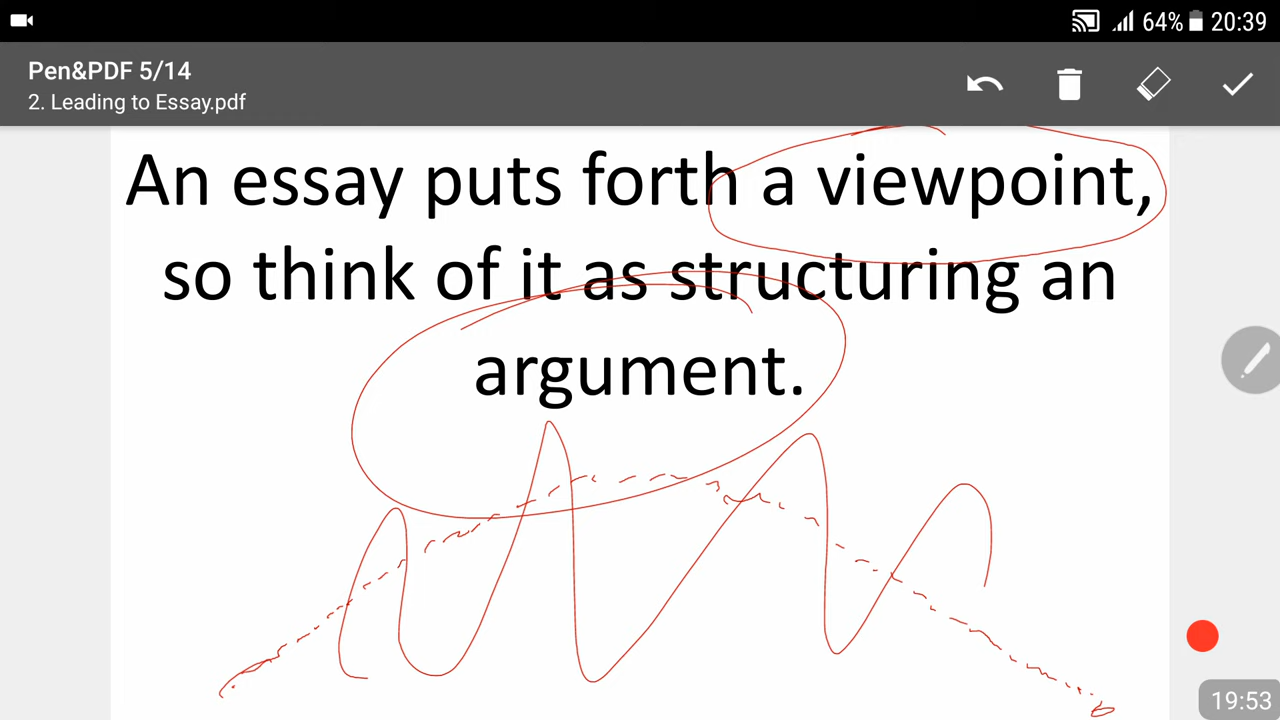 64% 20:39
Pen&PDF 5/14
2. Leading to Essay.pdf
An essay puts forth a viewpoint,
so think of it as structuring an
argument.
19:53